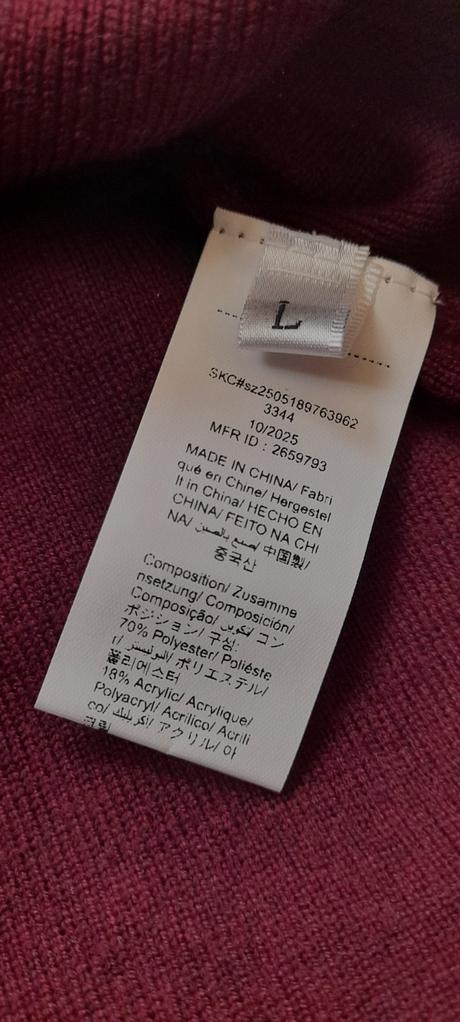 L
SKC#sz2505189763962
3344
10/2025
MFR ID : 2659793
MADE IN CHINA/ Fabri
qué en Chine/ Hergestel
lt in China/ HECHO EN
CHINA/ FEITO NA CHI
NA/ صنع بالصين/ 中国製/
중국산
Composition/ Zusamme
nsetzung/ Composición/
Composição/ تكوين/ コン
ポジション/ 구성:
70% Polyester/ Polieste
r/ البوليستر/ ポリエステル/
폴리에스터
18% Acrylic/ Acrylique/
Polyacryl/ Acrilico/ Acríli
co/ أكريليك/ アクリル/ 아
크릴